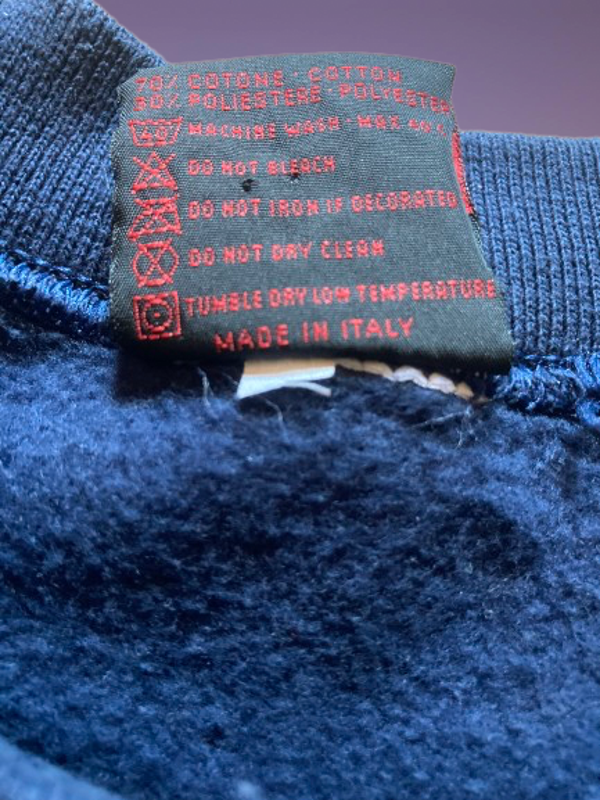 70% COTONE · COTTON
30% POLIESTERE · POLYESTER
40 MACHINE WASH · MAX 40 C
DO NOT BLEACH
DO NOT IRON IF DECORATED
DO NOT DRY CLEAN
TUMBLE DRY LOW TEMPERATURE
MADE IN ITALY